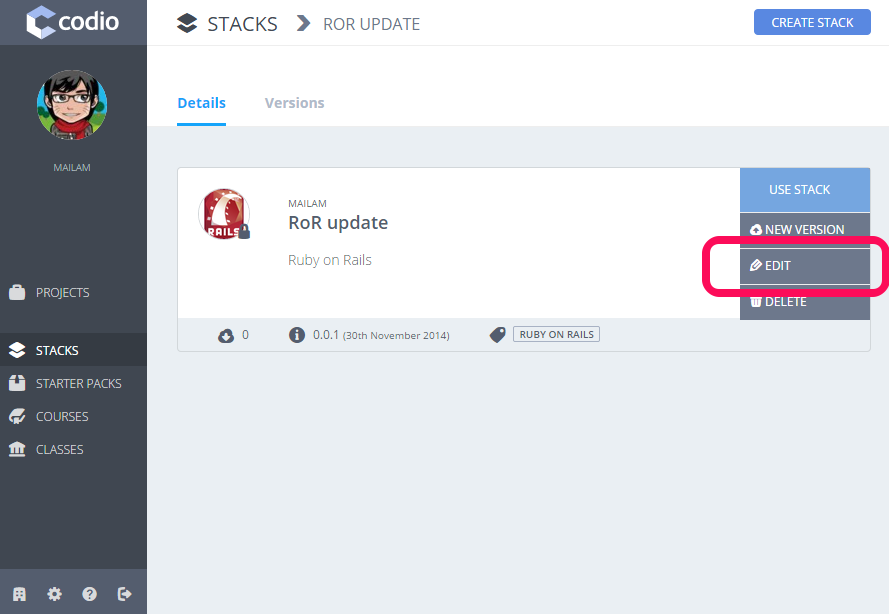 codio
STACKS ROR UPDATE
CREATE STACK
Details Versions
MAILAM
USE STACK
NEW VERSION
EDIT
DELETE
RAILS
MAILAM
RoR update
Ruby on Rails
0 0.0.1 (30th November 2014) RUBY ON RAILS
PROJECTS
STACKS
STARTER PACKS
COURSES
CLASSES